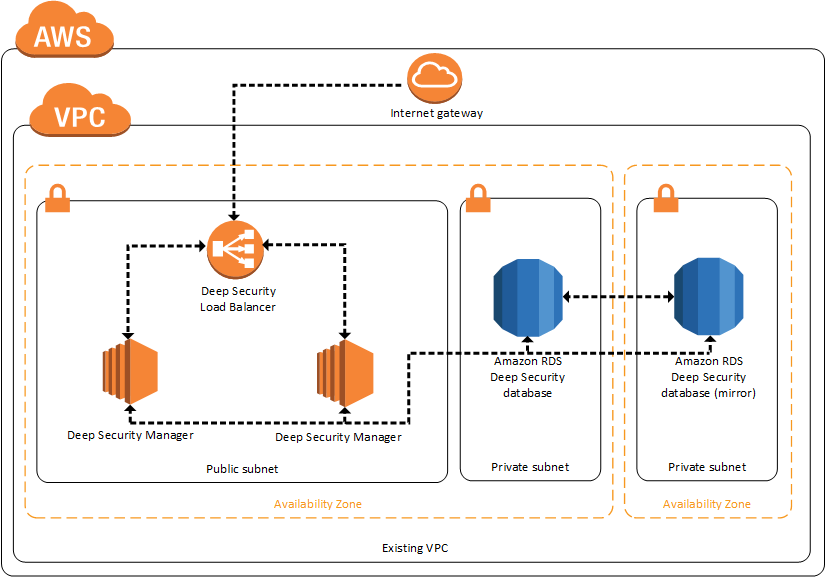 AWS
Internet gateway
VPC
Deep Security
Load Balancer
Amazon RDS
Deep Security
database
Amazon RDS
Deep Security
database (mirror)
Deep Security Manager
Deep Security Manager
Public subnet
Private subnet
Private subnet
Availability Zone
Availability Zone
Existing VPC